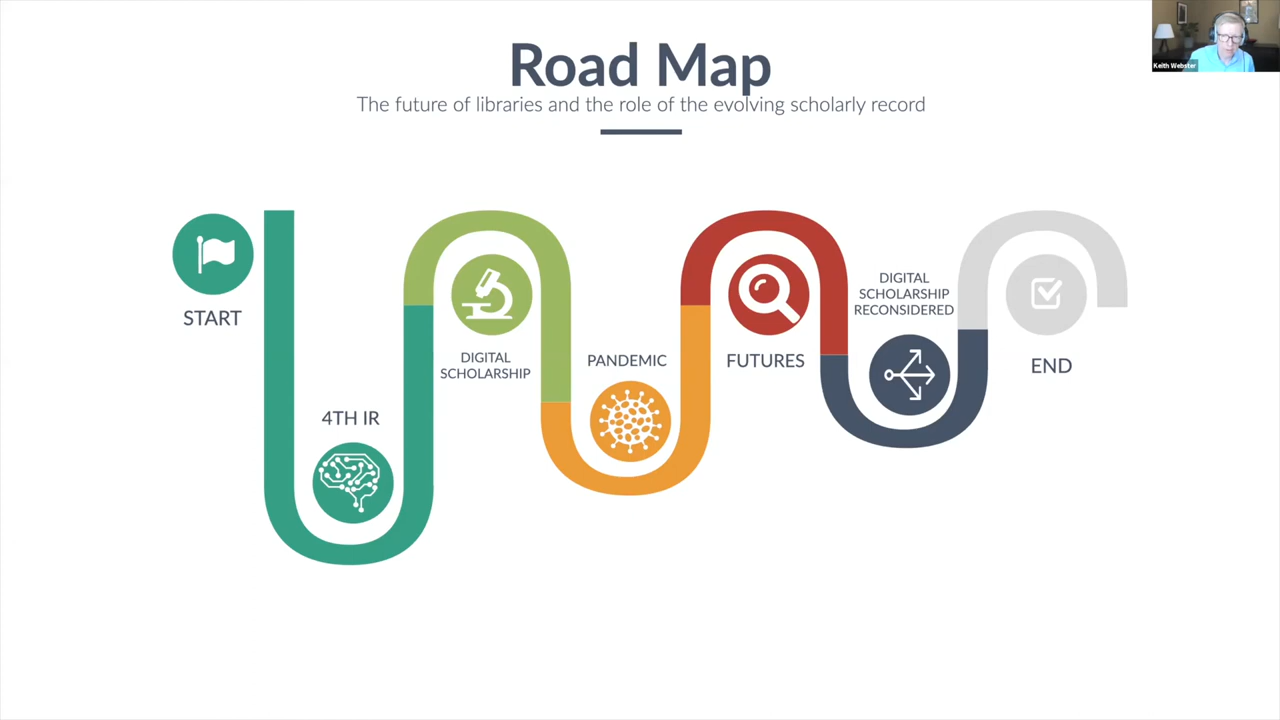 Road Map
The future of libraries and the role of the evolving scholarly record
Keith Webster
START
4TH IR
DIGITAL
SCHOLARSHIP
PANDEMIC
FUTURES
DIGITAL
SCHOLARSHIP
RECONSIDERED
END